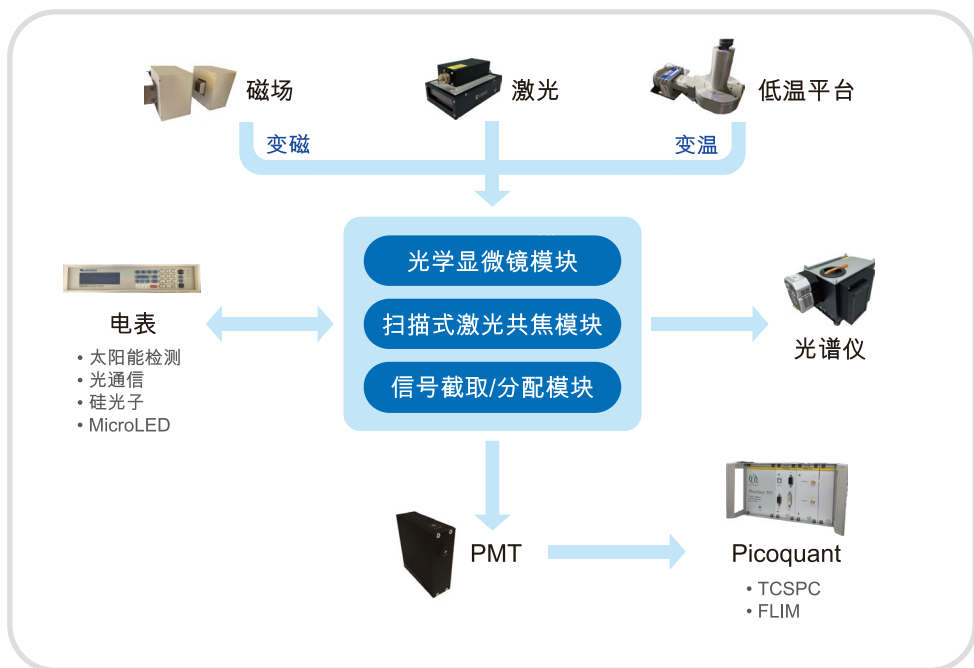 磁场
激光
低温平台
变磁
变温
光学显微镜模块
扫描式激光共焦模块
信号截取/分配模块
电表
• 太阳能检测
• 光通信
• 硅光子
• MicroLED
光谱仪
PMT
Picoquant
• TCSPC
• FLIM